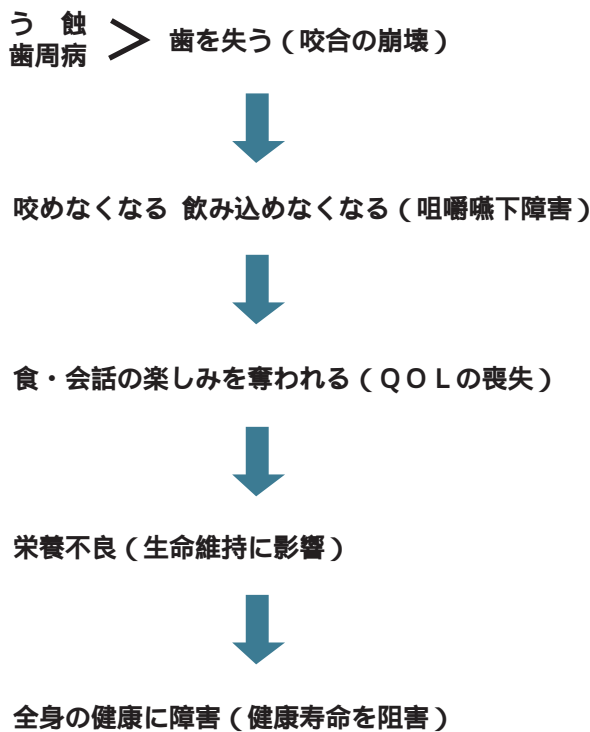 う 蝕
歯周病 > 歯を失う(咬合の崩壊)
咬めなくなる 飲み込めなくなる(咀嚼嚥下障害)
食・会話の楽しみを奪われる(QOLの喪失)
栄養不良(生命維持に影響)
全身の健康に障害(健康寿命を阻害)